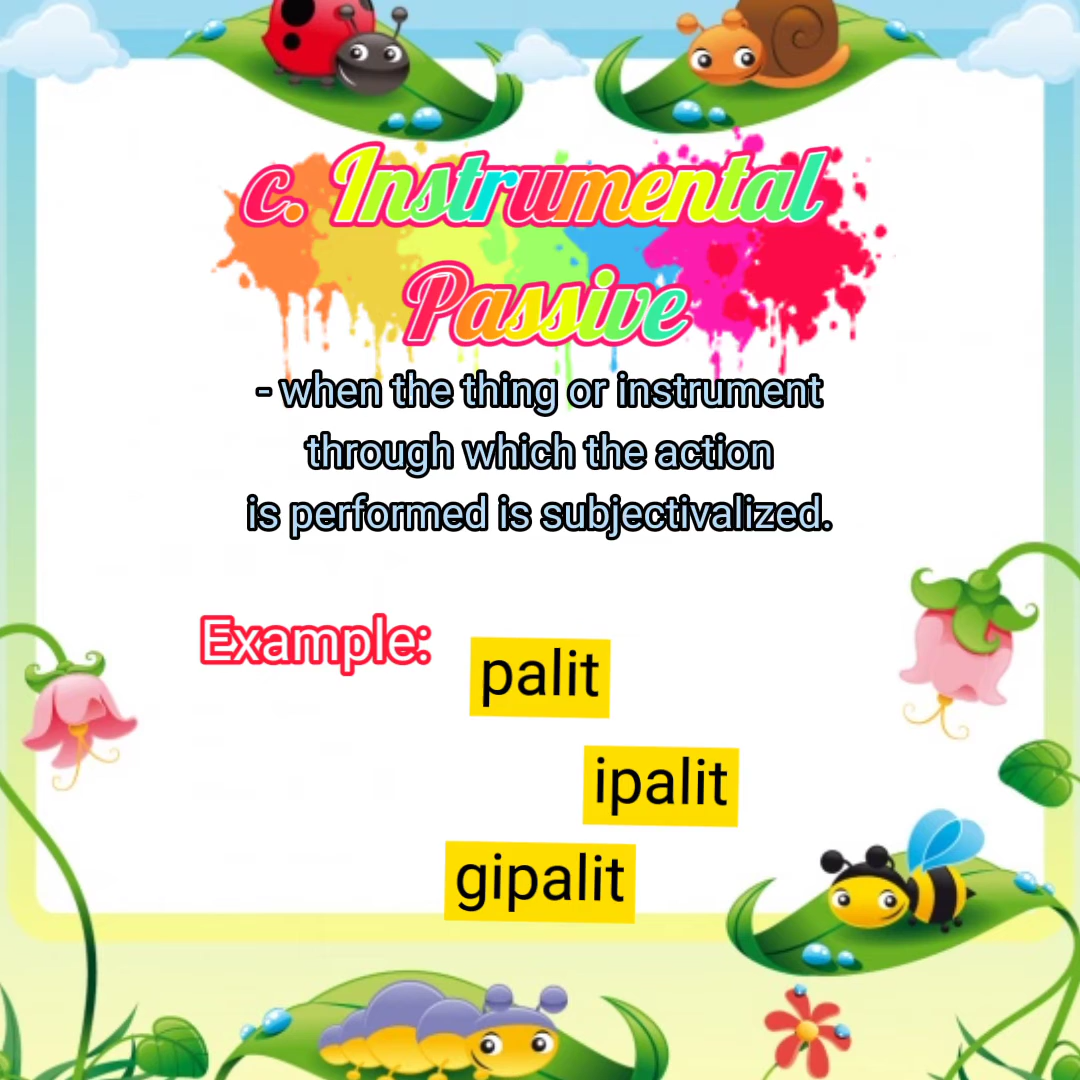 c. Instrumental
Passive
- when the thing or instrument
through which the action
is performed is subjectivalized.
Example:
palit
ipalit
gipalit